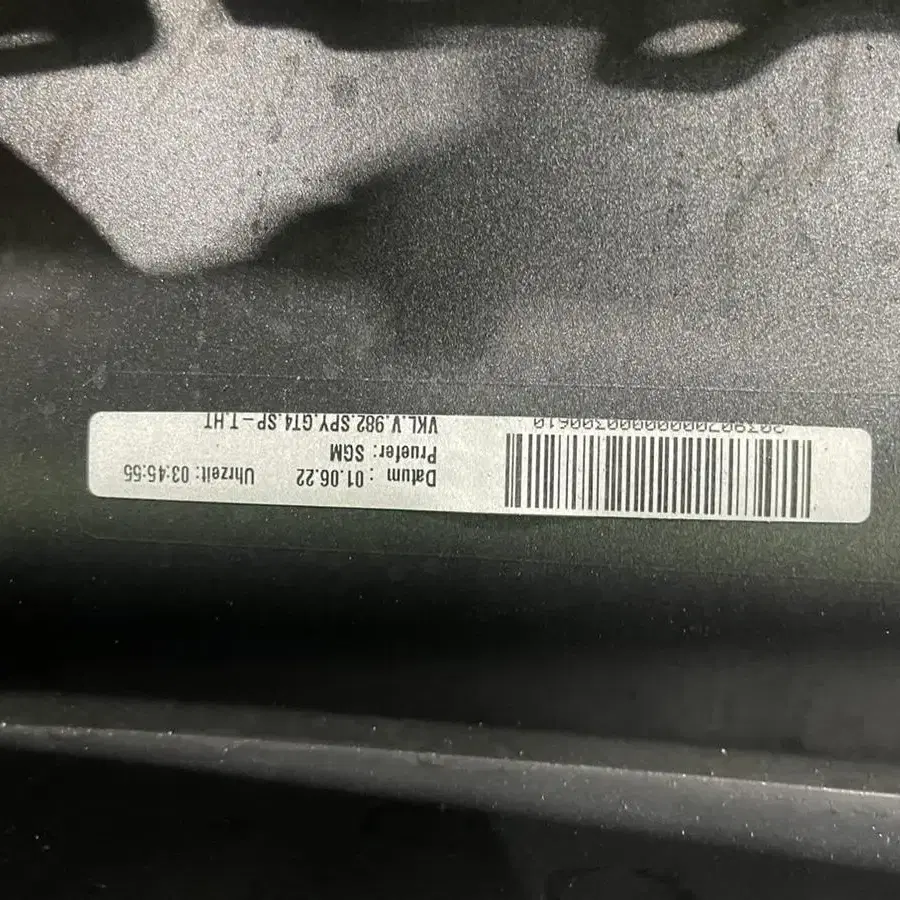 Datum : 01.06.22 Uhrzeit: 03:45:55
Pruefer: SGM
VKL.V.982.SPY.GT4.SP-T.HT